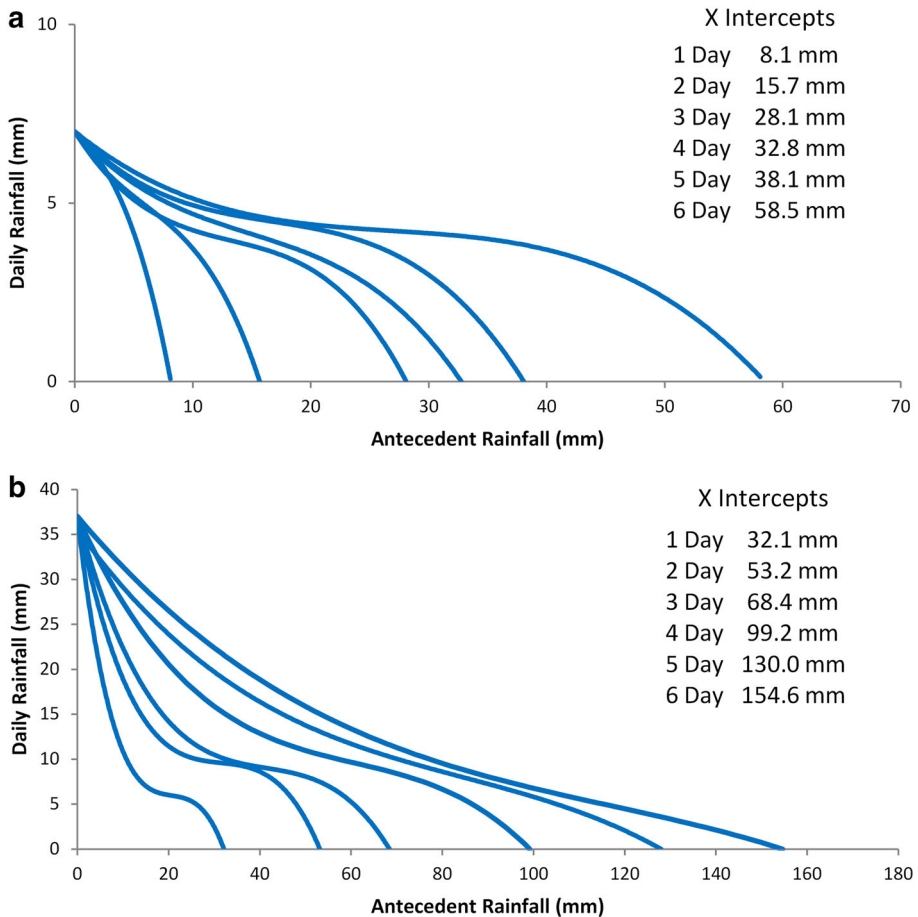 a
X Intercepts
1 Day 8.1 mm
2 Day 15.7 mm
3 Day 28.1 mm
4 Day 32.8 mm
5 Day 38.1 mm
6 Day 58.5 mm
Daily Rainfall (mm)
10
5
0
0 10 20 30 40 50 60 70
Antecedent Rainfall (mm)
b
X Intercepts
1 Day 32.1 mm
2 Day 53.2 mm
3 Day 68.4 mm
4 Day 99.2 mm
5 Day 130.0 mm
6 Day 154.6 mm
Daily Rainfall (mm)
40
35
30
25
20
15
10
5
0
0 20 40 60 80 100 120 140 160 180
Antecedent Rainfall (mm)